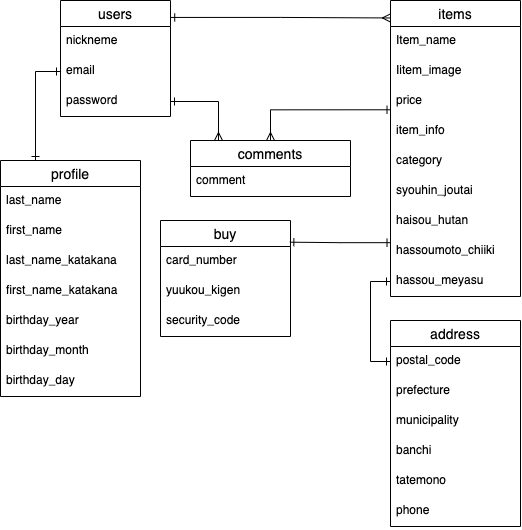 users
nickneme
email
password
items
Item_name
Iitem_image
price
item_info
category
syouhin_joutai
haisou_hutan
hassoumoto_chiiki
hassou_meyasu
comments
comment
profile
last_name
first_name
last_name_katakana
first_name_katakana
birthday_year
birthday_month
birthday_day
buy
card_number
yuukou_kigen
security_code
address
postal_code
prefecture
municipality
banchi
tatemono
phone